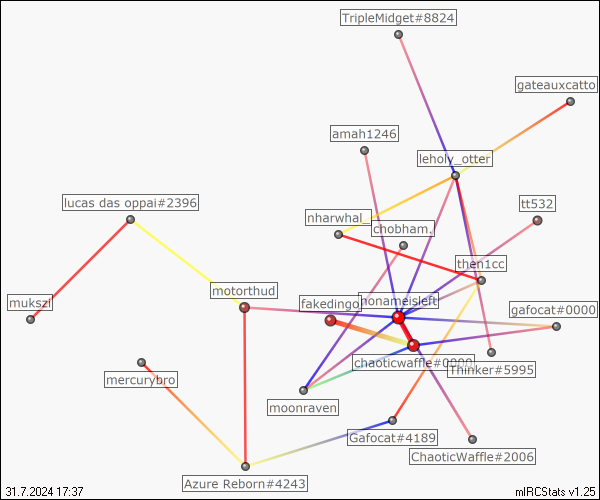 TripleMidget#8824
gateauxcatto
amah1246
leholy_otter
lucas das oppai#2396
tt532
nharwhal_
chobham.
then1cc
motorthud
mukszi
fakedingo
nonameisleft
gafocat#0000
chaoticwaffle#0000
Thinker#5995
mercurybro
moonraven
Gafocat#4189
ChaoticWaffle#2006
Azure Reborn#4243
31.7.2024 17:37
mIRCStats v1.25